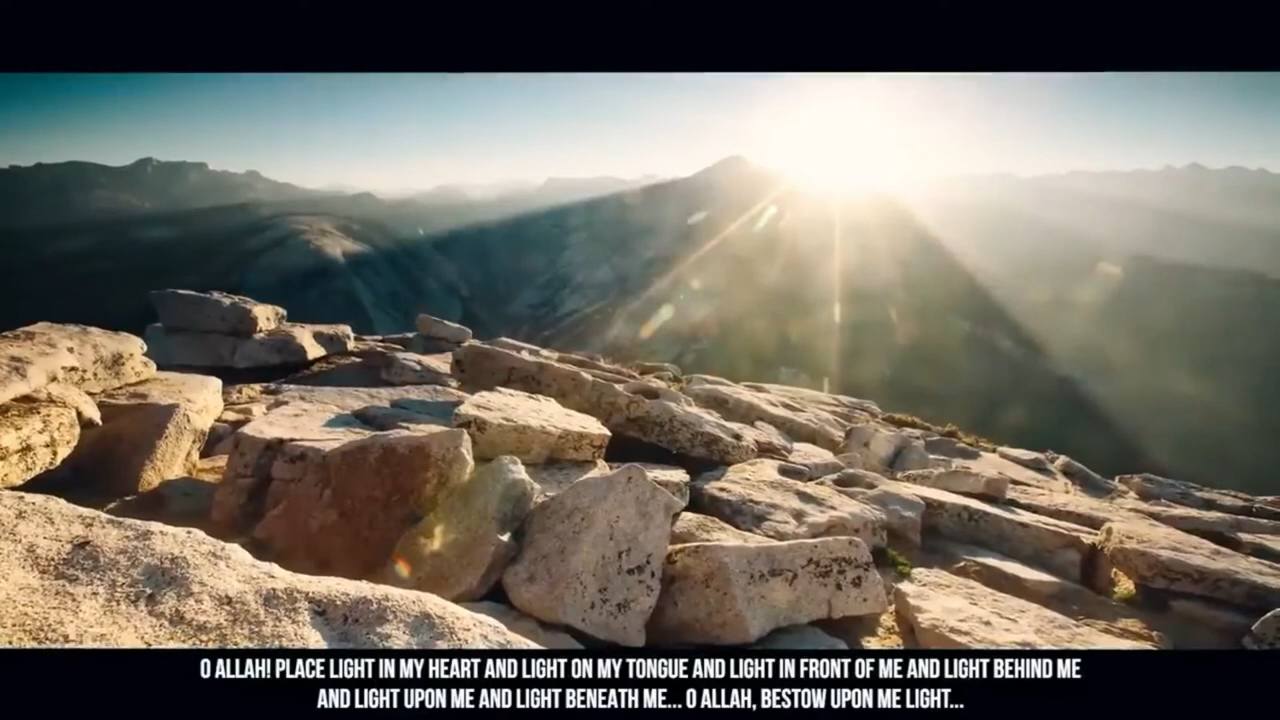 O ALLAH! PLACE LIGHT IN MY HEART AND LIGHT ON MY TONGUE AND LIGHT IN FRONT OF ME AND LIGHT BEHIND ME
AND LIGHT UPON ME AND LIGHT BENEATH ME... O ALLAH, BESTOW UPON ME LIGHT...